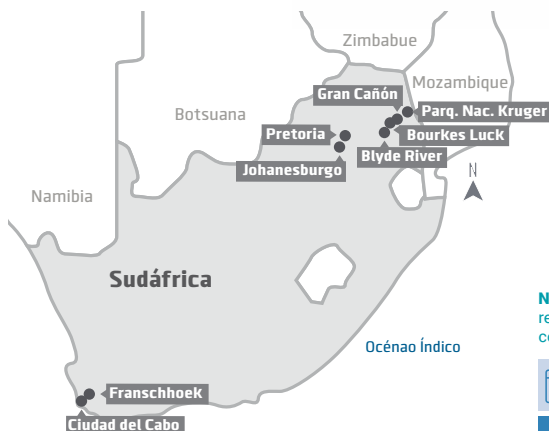 Zimbabue
Mozambique
Gran Cañón
Parq. Nac. Kruger
Botsuana
Pretoria
Bourkes Luck
Blyde River
Johanesburgo
N
Namibia
Sudáfrica
Océnao Índico
Franschhoek
Ciudad del Cabo
N
re